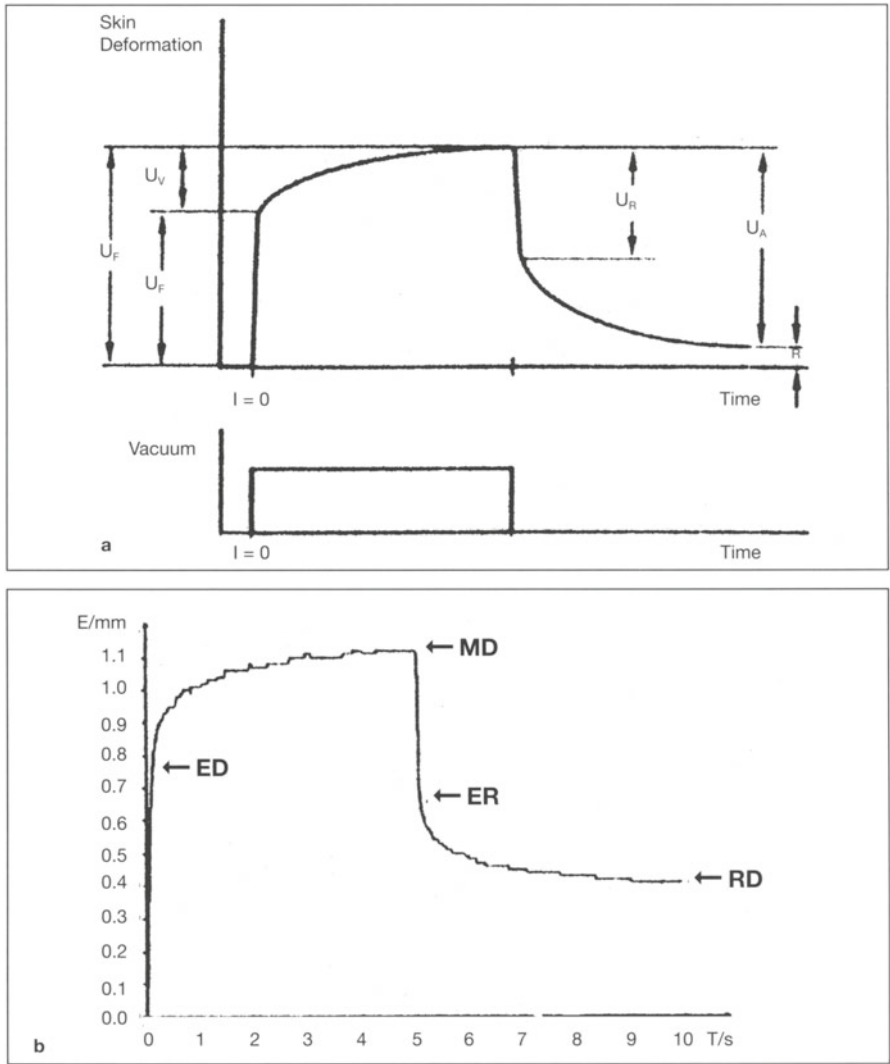 Skin
Deformation
U_V
U_F
U_F
U_R
U_A
R
I = 0
Time
Vacuum
a
I = 0
Time
E/mm
1.1
1.0
0.9
0.8
0.7
0.6
0.5
0.4
0.3
0.2
0.1
0.0
← MD
← ED
← ER
← RD
0 1 2 3 4 5 6 7 8 9 10 T/s
b